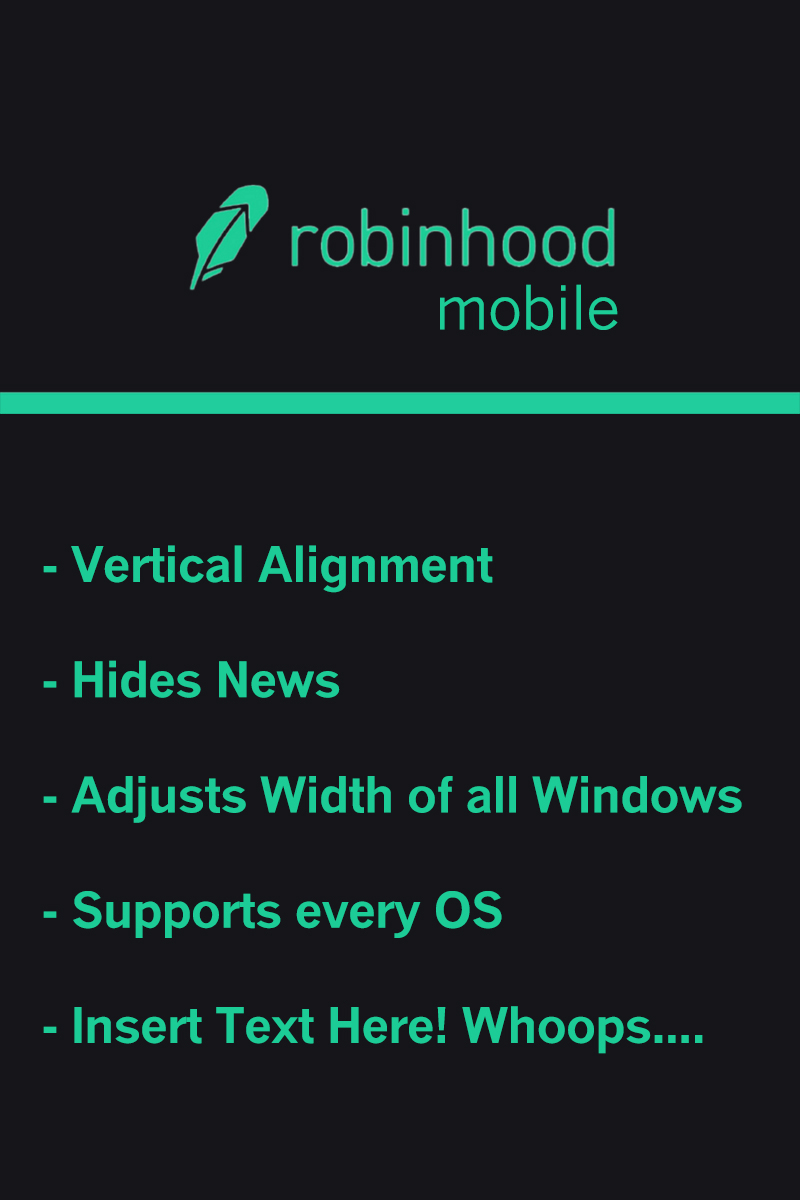 robinhood
mobile
- Vertical Alignment
- Hides News
- Adjusts Width of all Windows
- Supports every OS
- Insert Text Here! Whoops....